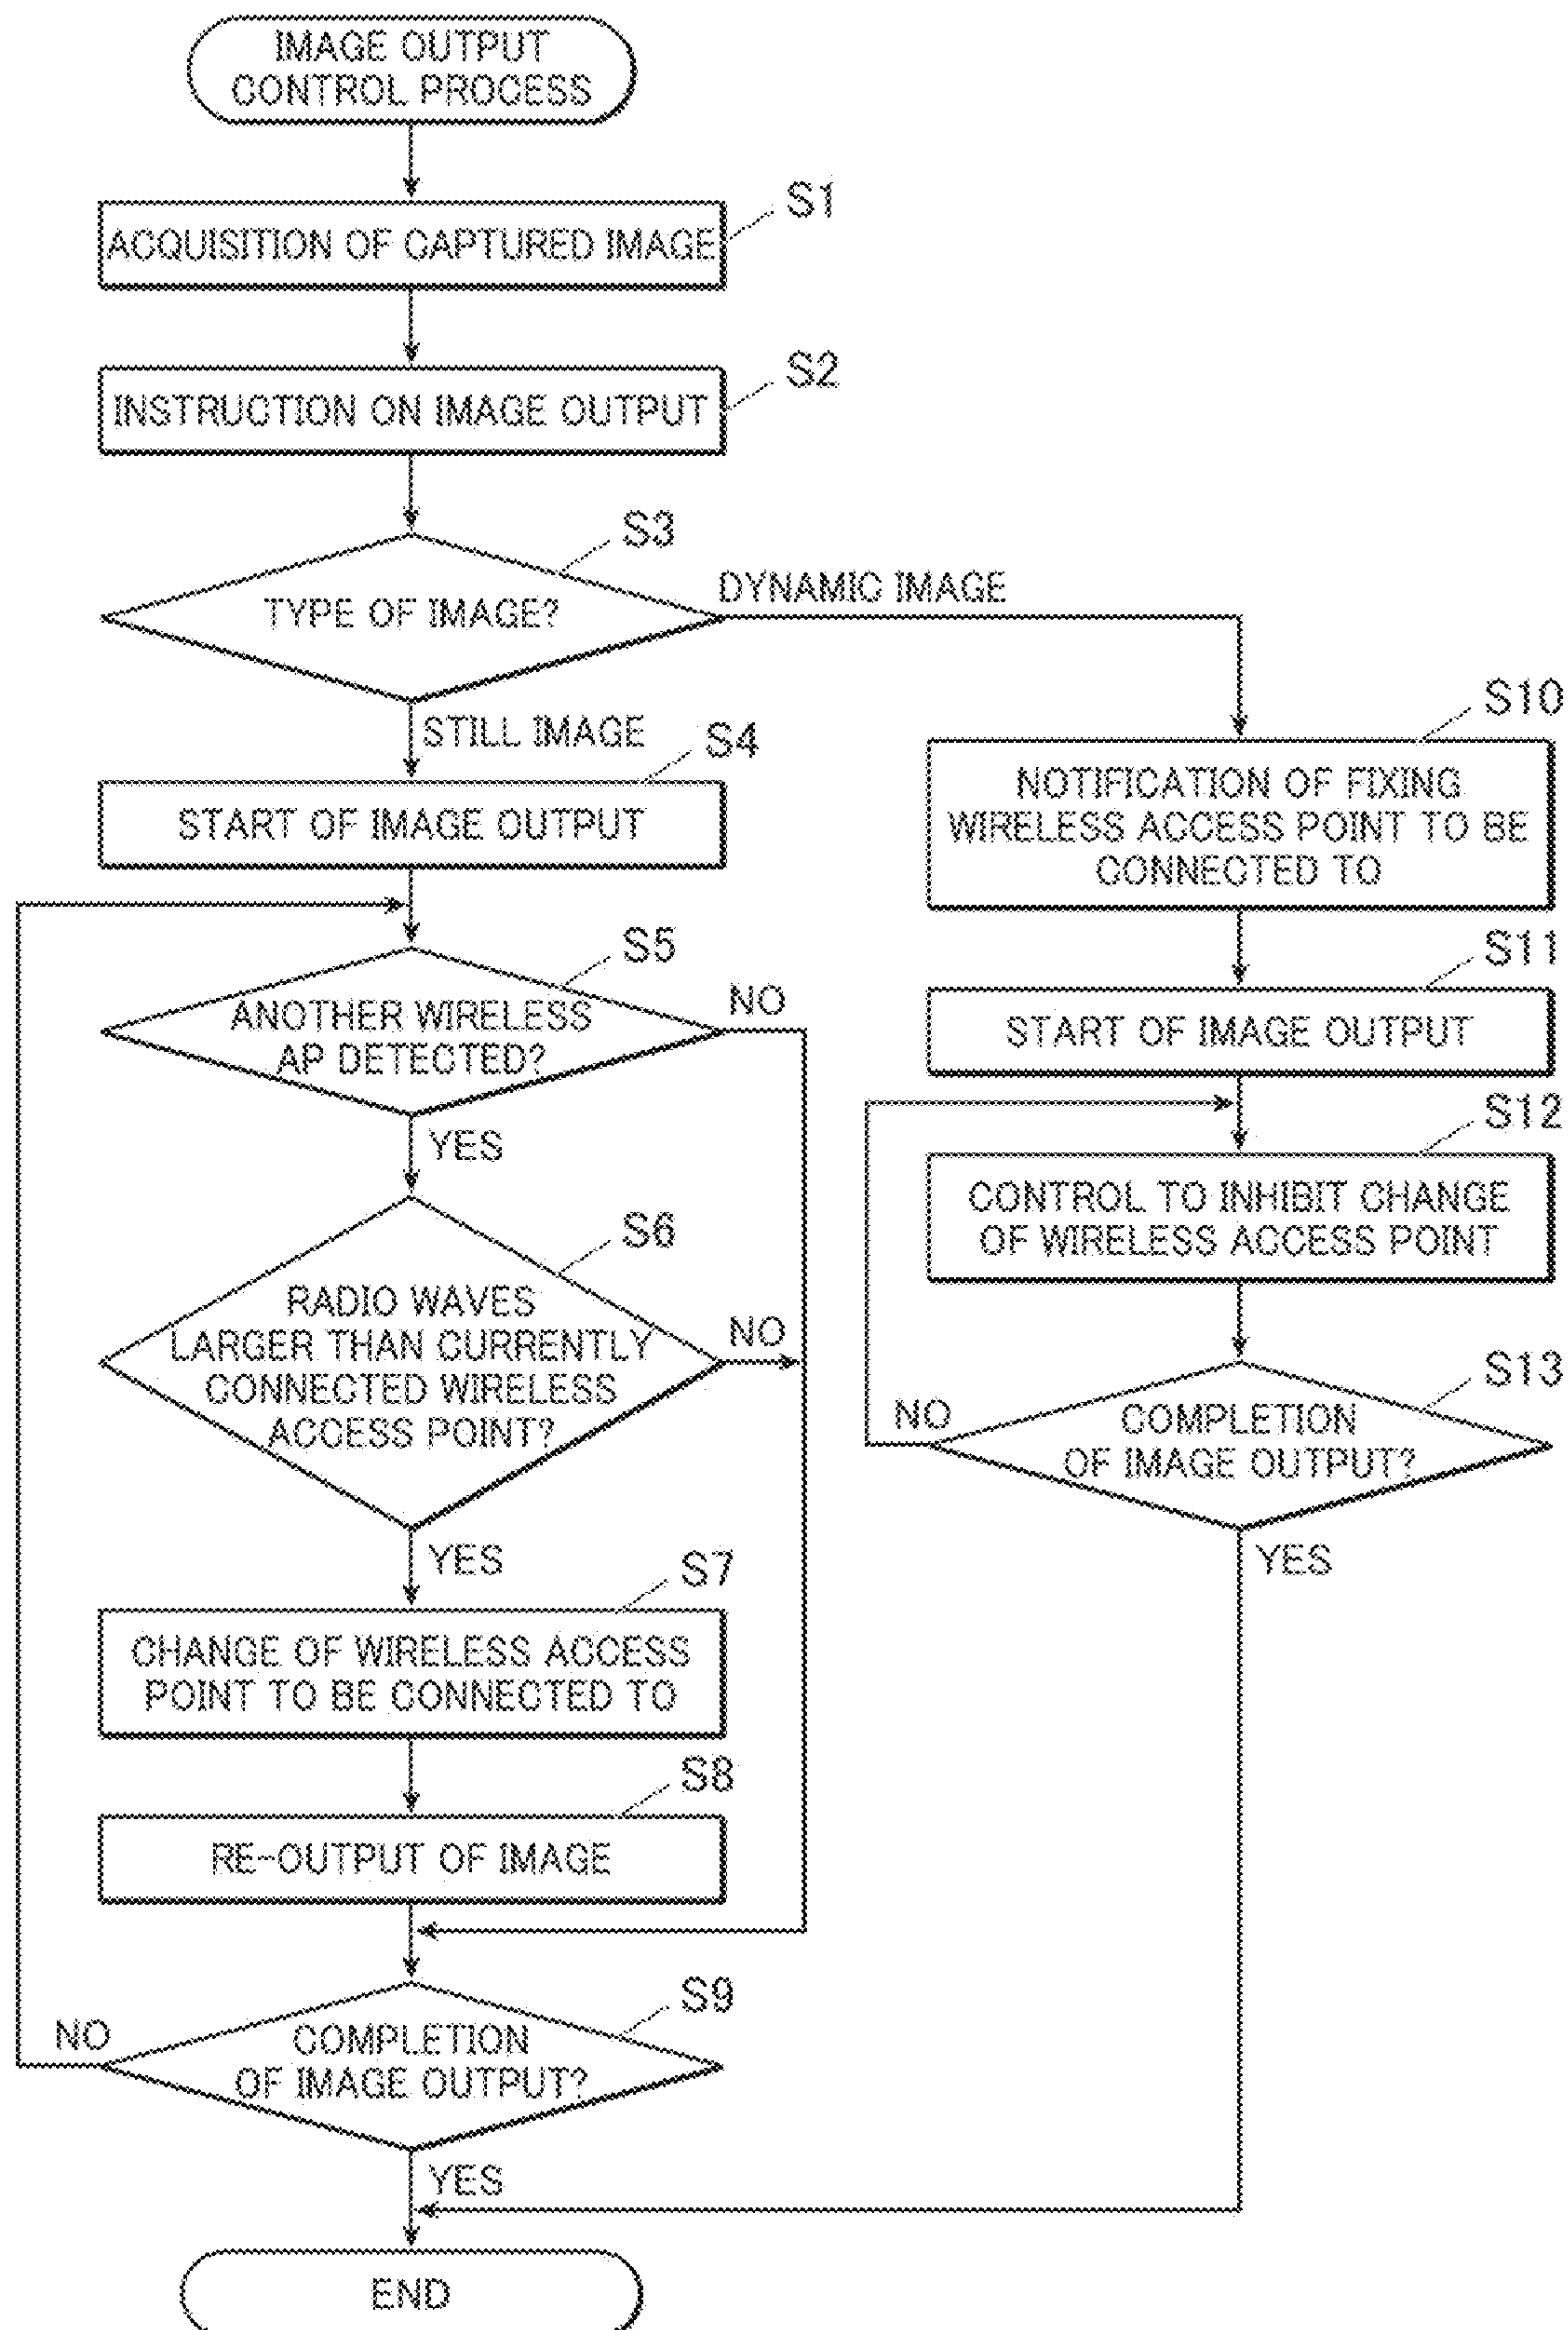 IMAGE OUTPUT
CONTROL PROCESS
S1
ACQUISITION OF CAPTURED IMAGE
S2
INSTRUCTION ON IMAGE OUTPUT
S3
TYPE OF IMAGE?
DYNAMIC IMAGE
STILL IMAGE
S4
START OF IMAGE OUTPUT
S5
ANOTHER WIRELESS
AP DETECTED?
NO
YES
S6
RADIO WAVES
LARGER THAN CURRENTLY
CONNECTED WIRELESS
ACCESS POINT?
NO
YES
S7
CHANGE OF WIRELESS ACCESS
POINT TO BE CONNECTED TO
S8
RE-OUTPUT OF IMAGE
S9
COMPLETION
OF IMAGE OUTPUT?
NO
YES
S10
NOTIFICATION OF FIXING
WIRELESS ACCESS POINT TO BE
CONNECTED TO
S11
START OF IMAGE OUTPUT
S12
CONTROL TO INHIBIT CHANGE
OF WIRELESS ACCESS POINT
S13
COMPLETION
OF IMAGE OUTPUT?
NO
YES
END